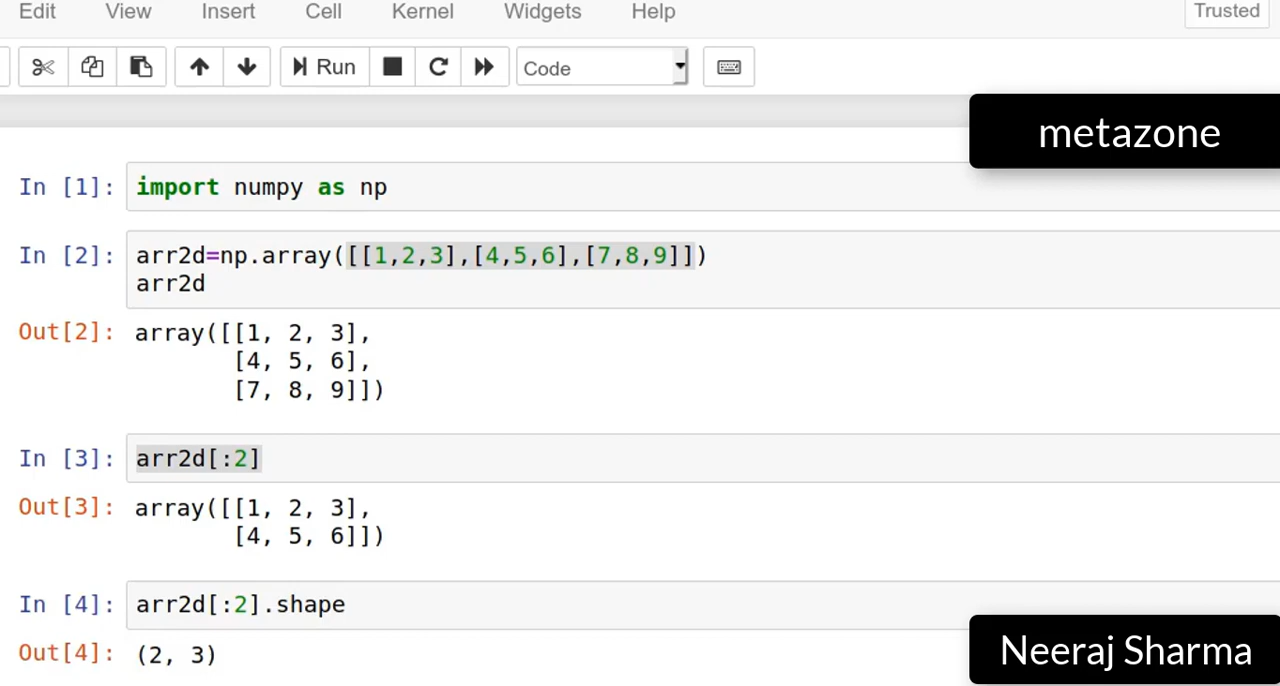 Edit View Insert Cell Kernel Widgets Help Trusted
Run Code
metazone
In [1]: import numpy as np
In [2]: arr2d=np.array([[1,2,3],[4,5,6],[7,8,9]])
arr2d
Out[2]: array([[1, 2, 3],
[4, 5, 6],
[7, 8, 9]])
In [3]: arr2d[:2]
Out[3]: array([[1, 2, 3],
[4, 5, 6]])
In [4]: arr2d[:2].shape
Out[4]: (2, 3)
Neeraj Sharma